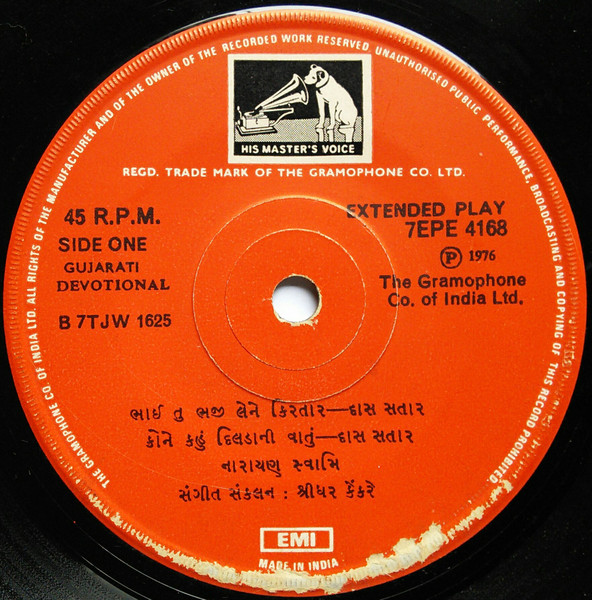 THE GRAMOPHONE CO. OF INDIA LTD. ALL RIGHTS OF THE MANUFACTURER AND OF THE OWNER OF THE RECORDED WORK RESERVED UNAUTHORISED PUBLIC PERFORMANCE, BROADCASTING AND COPYING OF THIS RECORD PROHIBITED
HIS MASTER'S VOICE
REGD. TRADE MARK OF THE GRAMOPHONE CO. LTD.
45 R.P.M.
SIDE ONE
GUJARATI
DEVOTIONAL
B 7TJW 1625
EXTENDED PLAY
7EPE 4168
Ⓟ 1976
The Gramophone
Co. of India Ltd.
ભાઈ તુ ભજી લેને કિરતાર—દાસ સતાર
કોને કહું દિલડાની વાતું—દાસ સતાર
નારાયણ સ્વામિ
સંગીત સંકલન : શ્રીધર કેંકરે
EMI
MADE IN INDIA